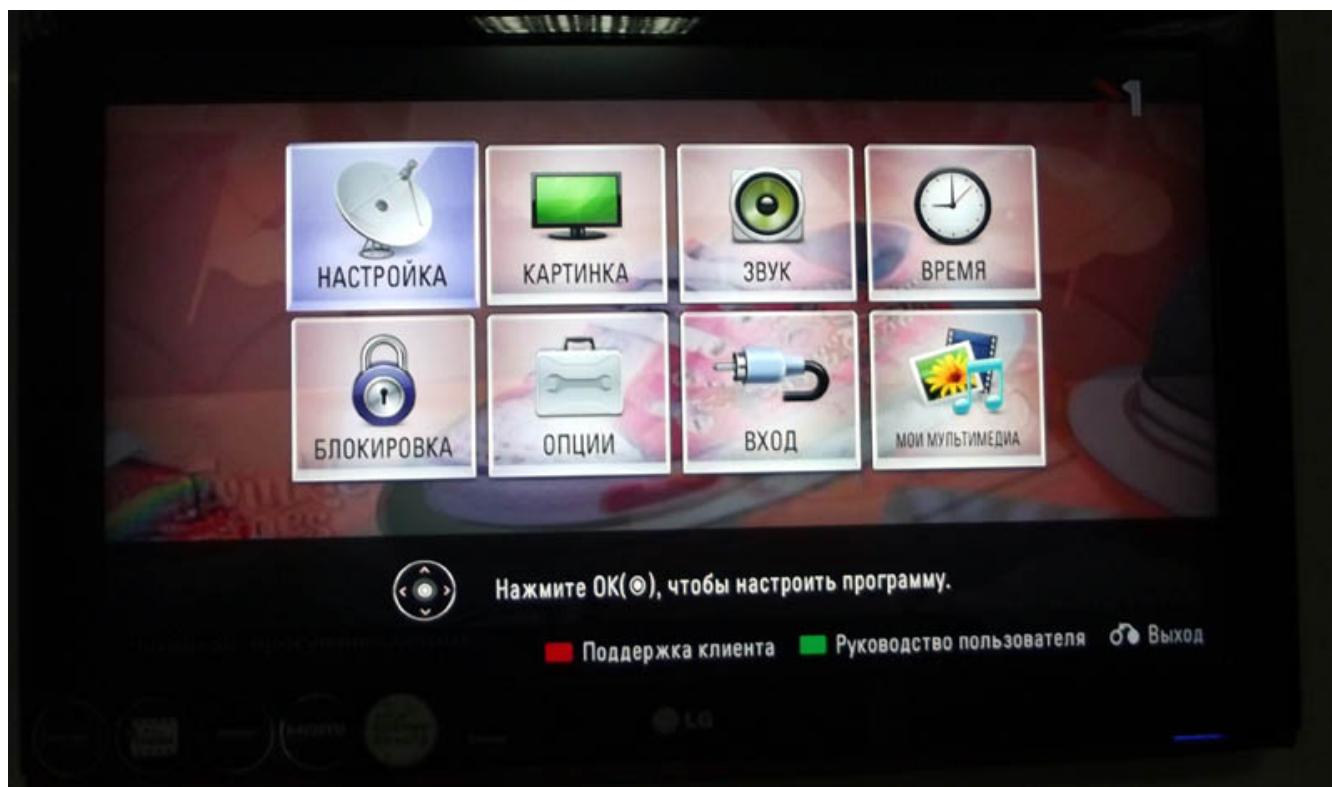 1
НАСТРОЙКА
КАРТИНКА
ЗВУК
ВРЕМЯ
БЛОКИРОВКА
ОПЦИИ
ВХОД
МОИ МУЛЬТИМЕДИА
Нажмите ОК(◉), чтобы настроить программу.
Поддержка клиента
Руководство пользователя
Выход
LG